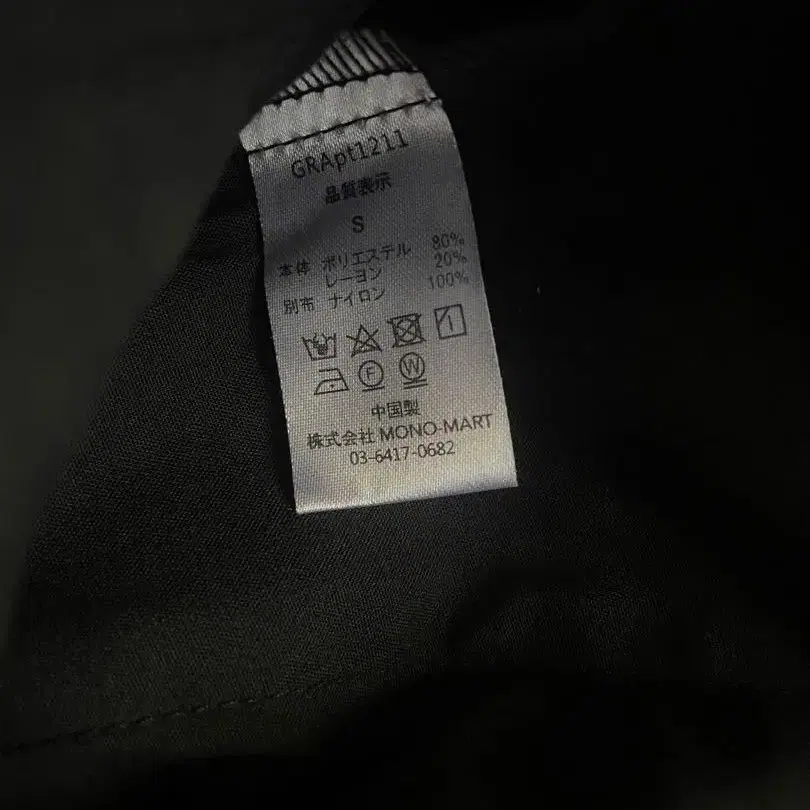 GRApt1211
品質表示
S
本体 ポリエステル 80%
レーヨン 20%
別布 ナイロン 100%
F W
中国製
株式会社 MONO-MART
03-6417-0682